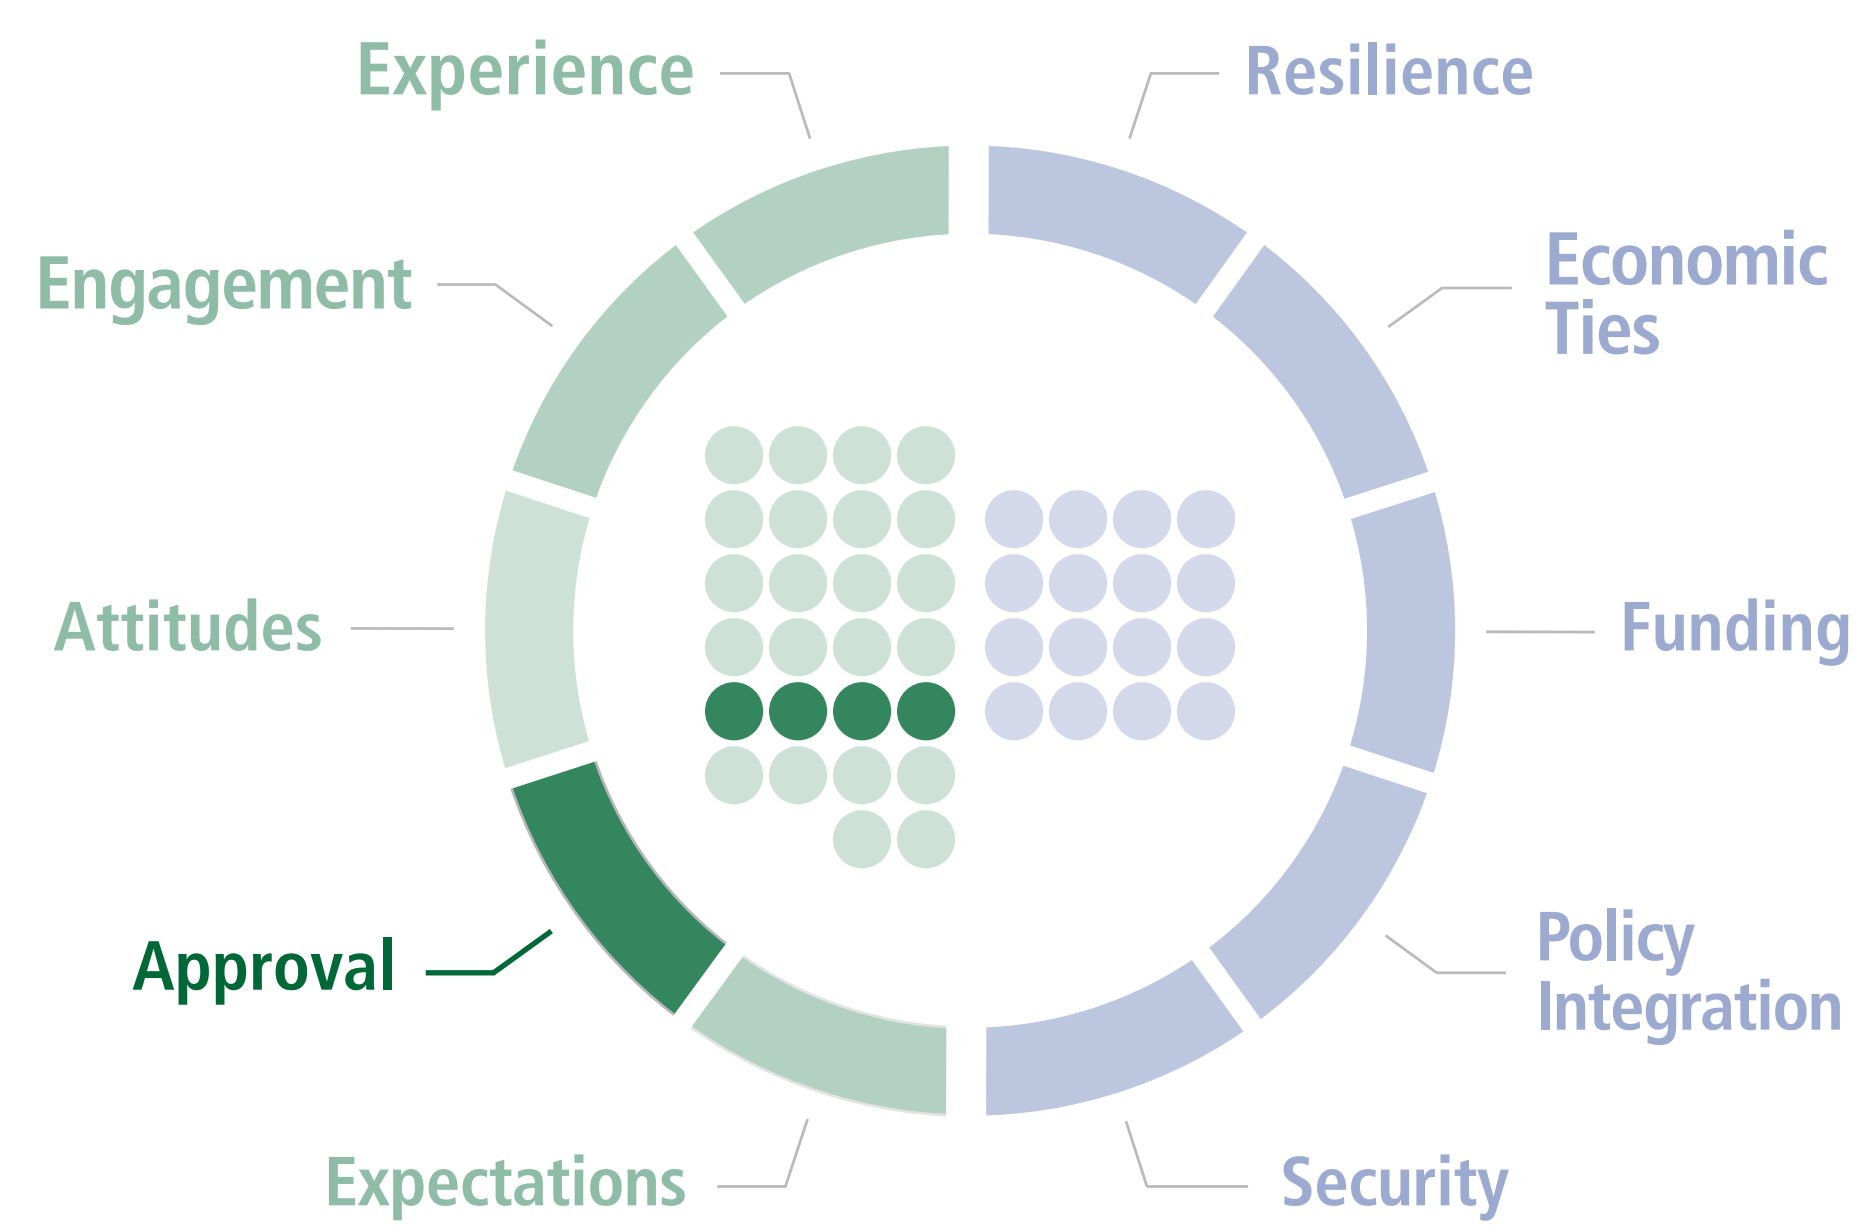 Experience
Resilience
Engagement
Economic
Ties
Attitudes
Funding
Approval
Policy
Integration
Expectations
Security